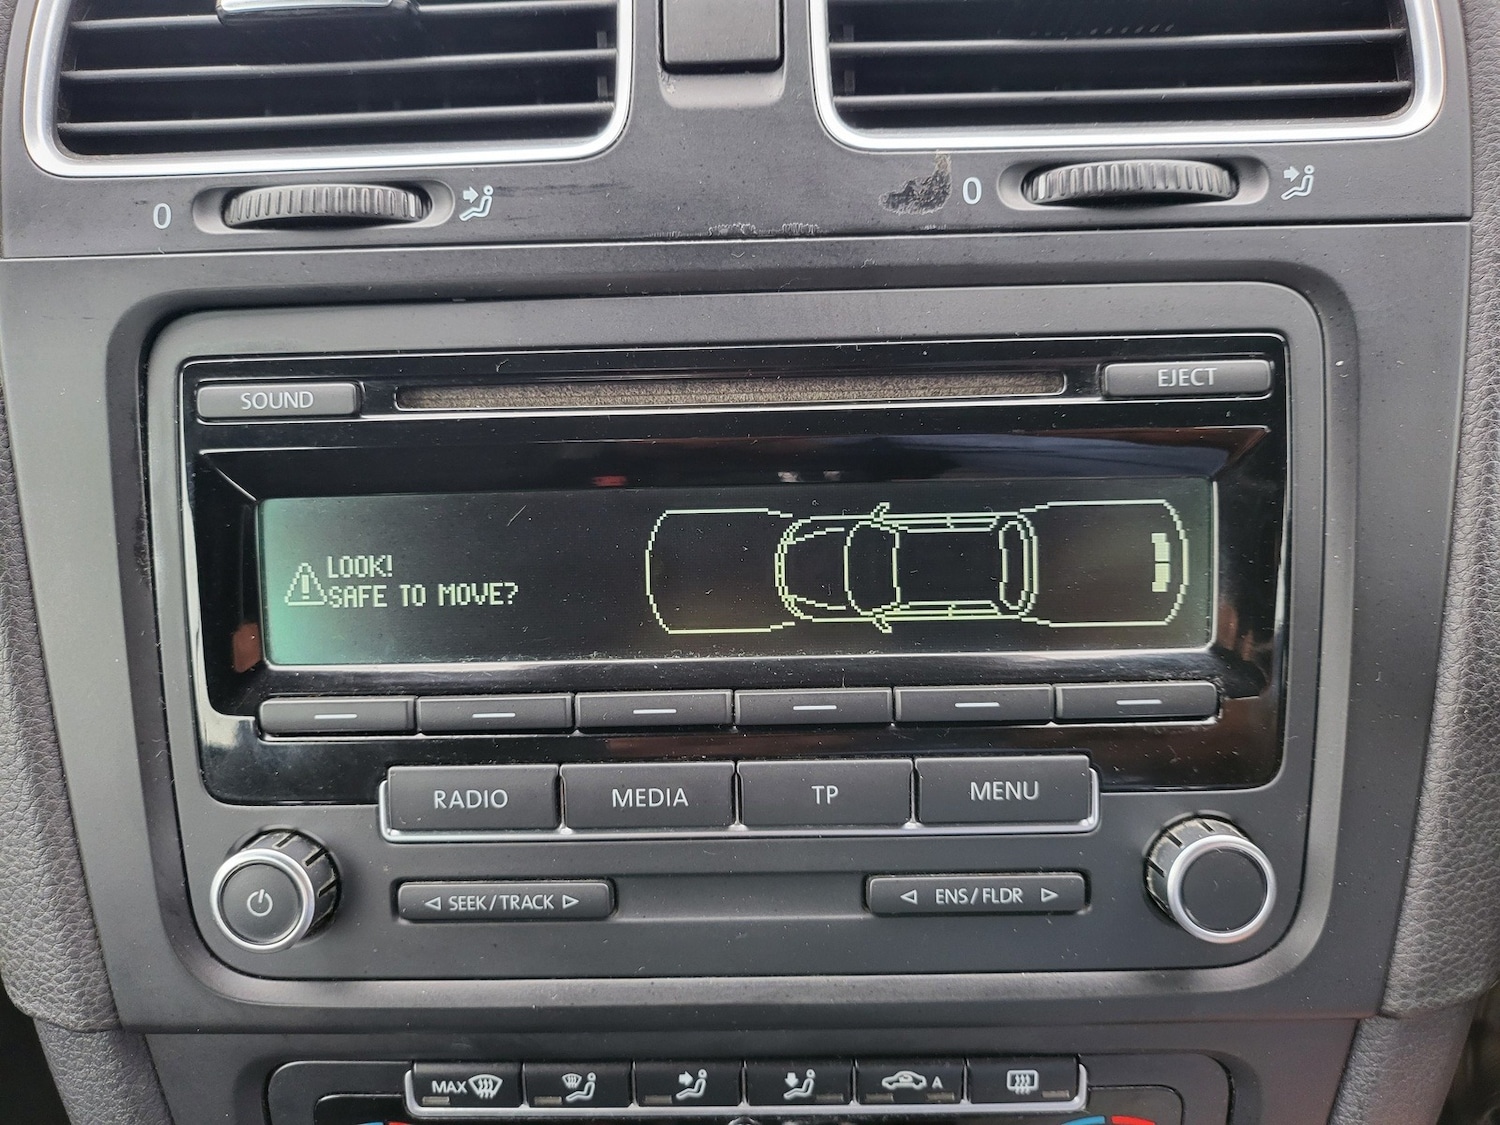 0
0
SOUND
EJECT
LOOK!
SAFE TO MOVE?
RADIO
MEDIA
TP
MENU
SEEK/TRACK
ENS/FLDR
MAX
A